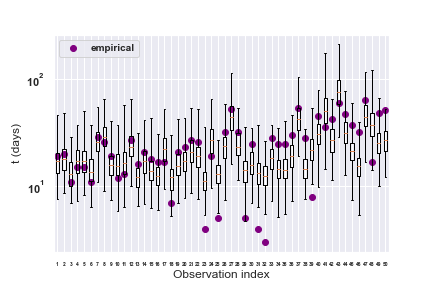 empirical
10²
10¹
t (days)
1 2 3 4 5 6 7 8 9 10 11 12 13 14 15 16 17 18 19 20 21 22 23 24 25 26 27 28 29 30 31 32 33 34 35 36 37 38 39 40 41 42 43 44 45 46 47 48 49 50
Observation index